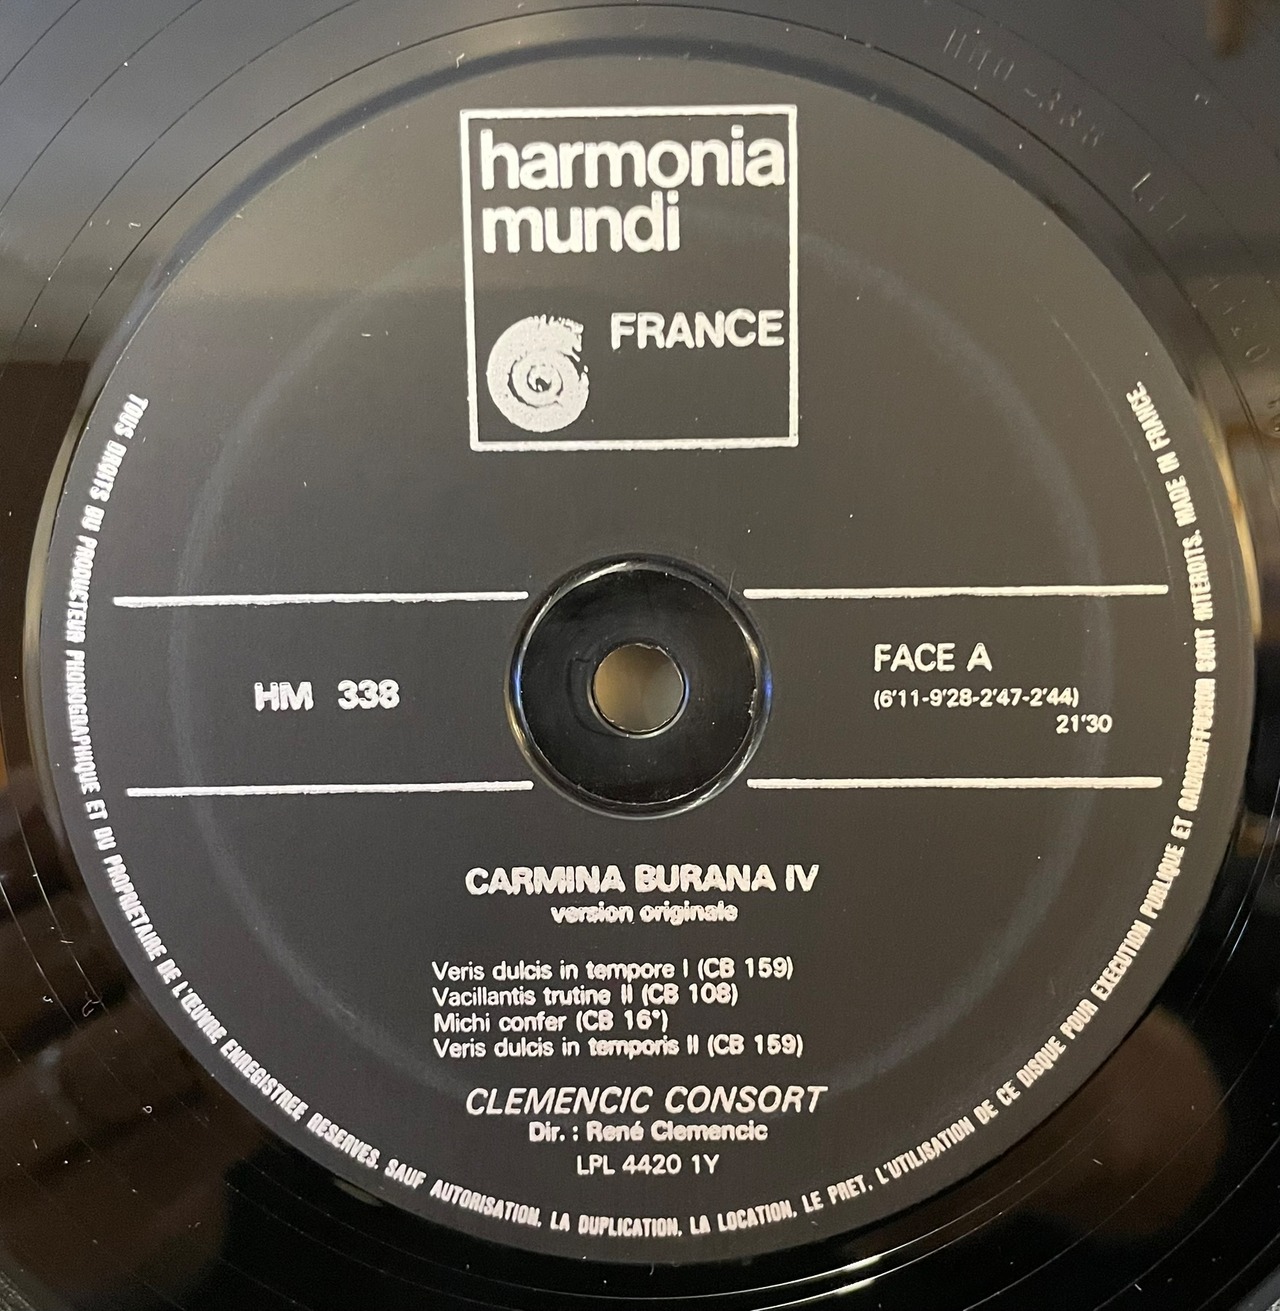 harmonia
mundi
FRANCE
HM 338
FACE A
(6'11-9'28-2'47-2'44)
21'30
CARMINA BURANA IV
version originale
Veris dulcis in tempore I (CB 159)
Vacillantis trutine II (CB 108)
Michi confer (CB 16*)
Veris dulcis in temporis II (CB 159)
CLEMENCIC CONSORT
Dir. : René Clemencic
LPL 4420 1Y
TOUS DROITS DU PRODUCTEUR PHONOGRAPHIQUE ET DU PROPRIETAIRE DE L'ŒUVRE ENREGISTREE RESERVES. SAUF AUTORISATION, LA DUPLICATION, LA LOCATION, LE PRET, L'UTILISATION DE CE DISQUE POUR EXECUTION PUBLIQUE ET RADIODIFFUSION SONT INTERDITS. MADE IN FRANCE.